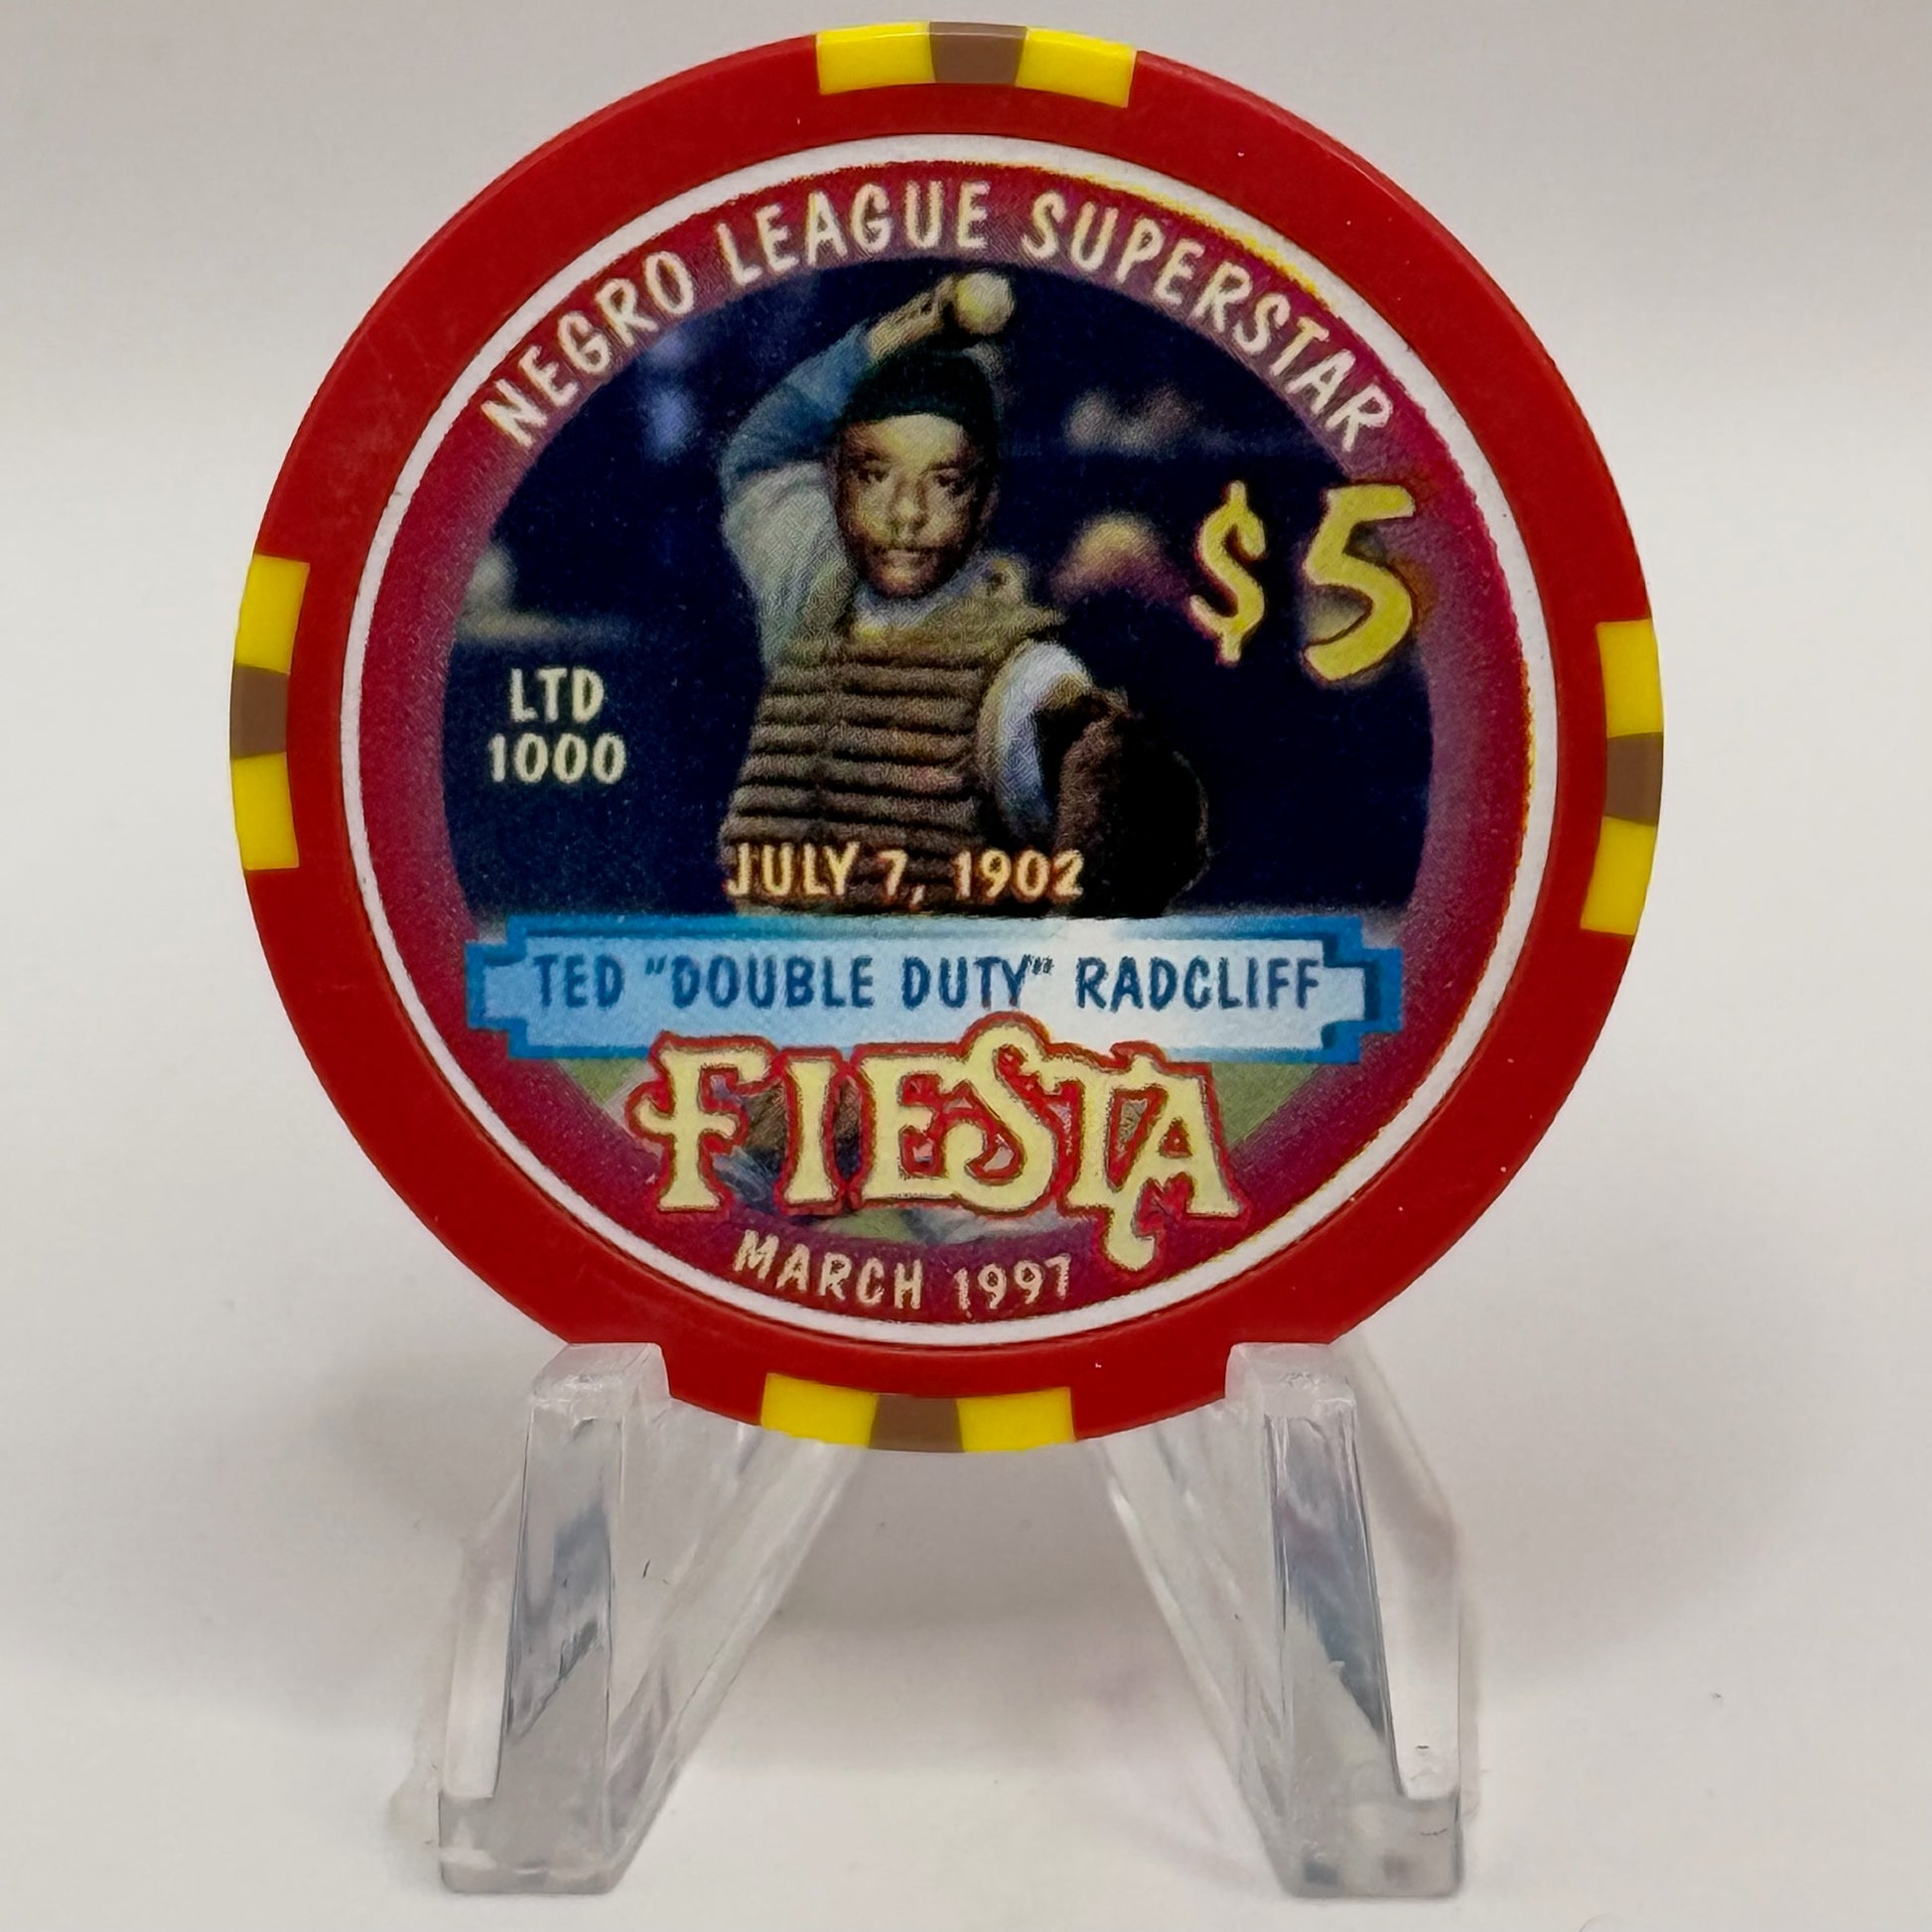 NEGRO LEAGUE SUPERSTAR
$5
LTD
1000
JULY 7, 1902
TED "DOUBLE DUTY" RADCLIFF
FIESTA
MARCH 1997